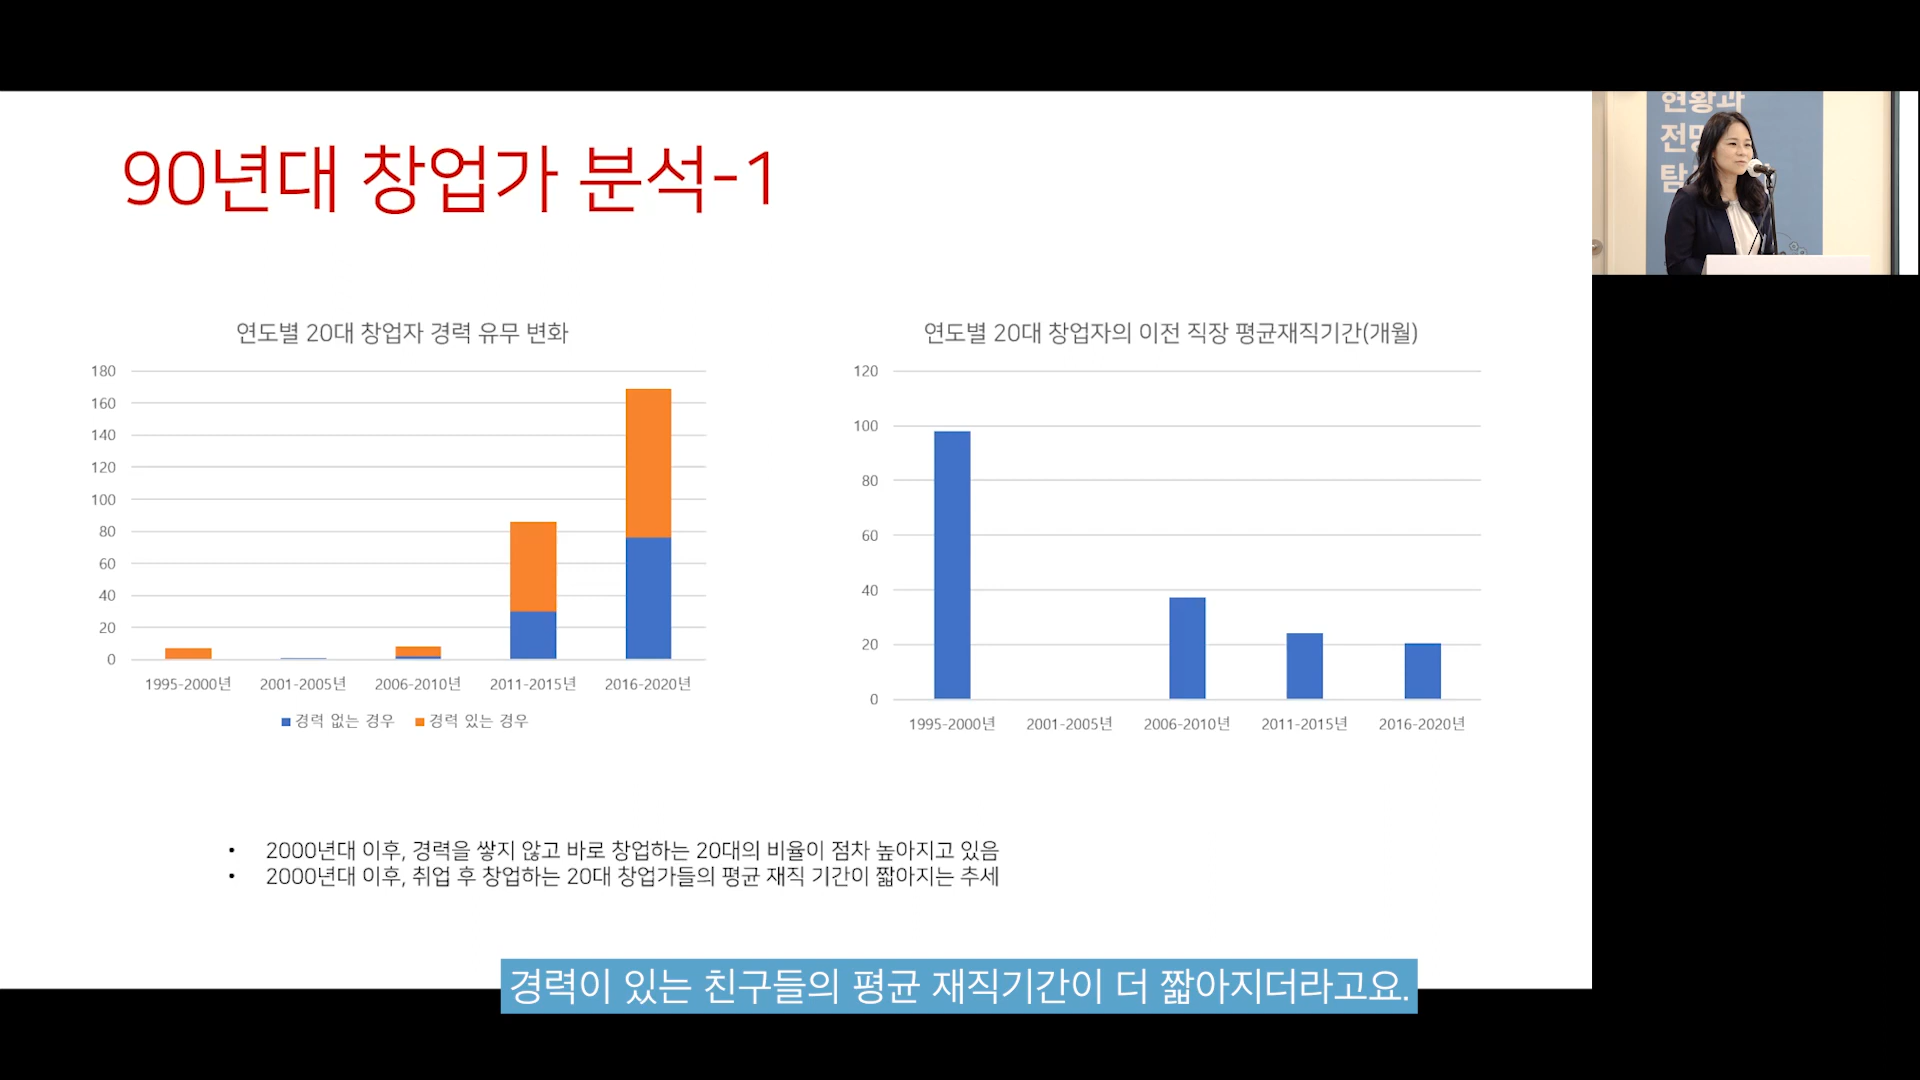 90년대 창업가 분석-1
현황과
연도별 20대 창업자 경력 유무 변화
180
160
140
120
100
80
60
40
20
0
1995-2000년 2001-2005년 2006-2010년 2011-2015년 2016-2020년
경력 없는 경우 경력 있는 경우
연도별 20대 창업자의 이전 직장 평균재직기간(개월)
120
100
80
60
40
20
0
1995-2000년 2001-2005년 2006-2010년 2011-2015년 2016-2020년
• 2000년대 이후, 경력을 쌓지 않고 바로 창업하는 20대의 비율이 점차 높아지고 있음
• 2000년대 이후, 취업 후 창업하는 20대 창업가들의 평균 재직 기간이 짧아지는 추세
경력이 있는 친구들의 평균 재직기간이 더 짧아지더라고요.